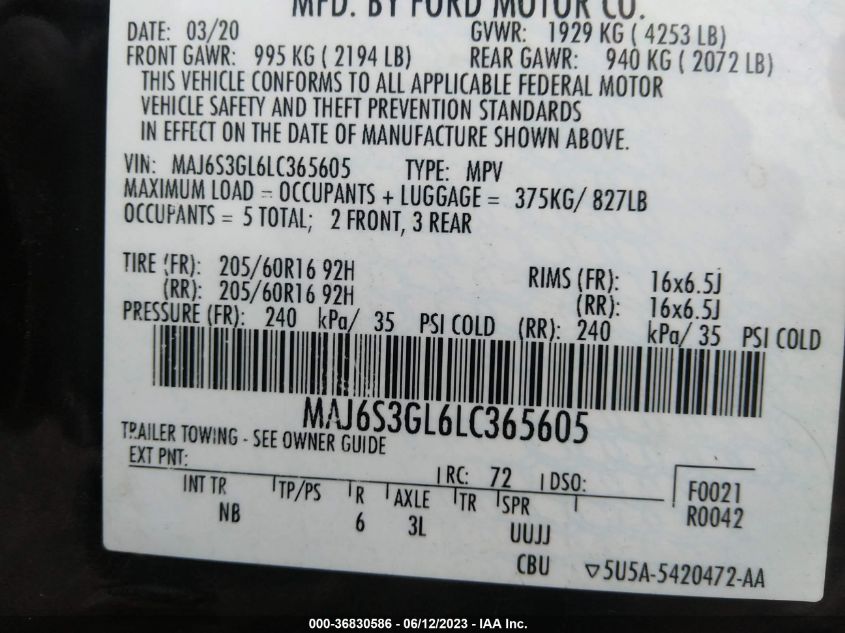 MFD. BY FORD MOTOR CO.
DATE: 03/20 GVWR: 1929 KG ( 4253 LB)
FRONT GAWR: 995 KG ( 2194 LB) REAR GAWR: 940 KG ( 2072 LB)
THIS VEHICLE CONFORMS TO ALL APPLICABLE FEDERAL MOTOR
VEHICLE SAFETY AND THEFT PREVENTION STANDARDS
IN EFFECT ON THE DATE OF MANUFACTURE SHOWN ABOVE.
VIN: MAJ6S3GL6LC365605 TYPE: MPV
MAXIMUM LOAD = OCCUPANTS + LUGGAGE = 375KG/ 827LB
OCCUPANTS = 5 TOTAL; 2 FRONT, 3 REAR
TIRE (FR): 205/60R16 92H RIMS (FR): 16x6.5J
(RR): 205/60R16 92H (RR): 16x6.5J
PRESSURE (FR): 240 kPa/ 35 PSI COLD (RR): 240 kPa/ 35 PSI COLD
MAJ6S3GL6LC365605
TRAILER TOWING - SEE OWNER GUIDE
EXT PNT: RC: 72 DSO:
INT TR TP/PS R AXLE TR SPR F0021
NB 6 3L UUJJ R0042
CBU ▽5U5A-5420472-AA
000-36830586 - 06/12/2023 - IAA Inc.